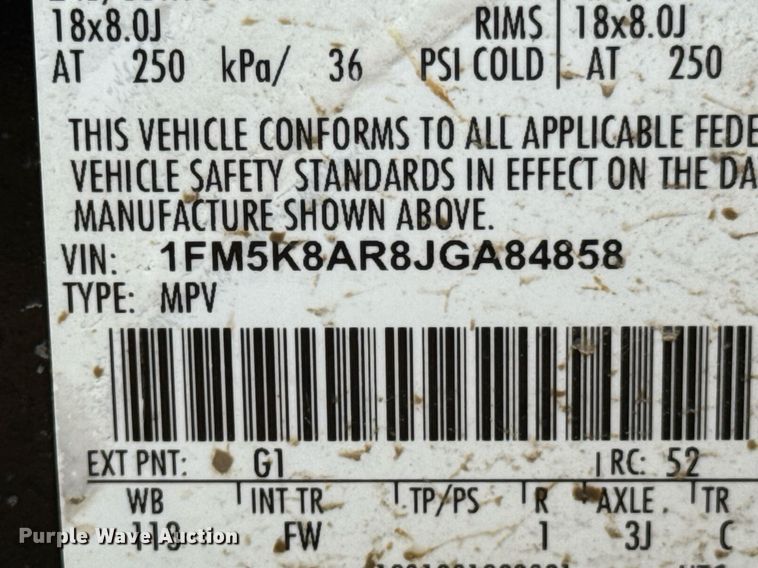 18x8.0J RIMS 18x8.0J
AT 250 kPa/ 36 PSI COLD AT 250
THIS VEHICLE CONFORMS TO ALL APPLICABLE FEDE
VEHICLE SAFETY STANDARDS IN EFFECT ON THE DA
MANUFACTURE SHOWN ABOVE.
VIN: 1FM5K8AR8JGA84858
TYPE: MPV
EXT PNT: G1 RC: 52
WB INT TR TP/PS R AXLE TR
113 FW 1 3J C
Purple Wave Auction